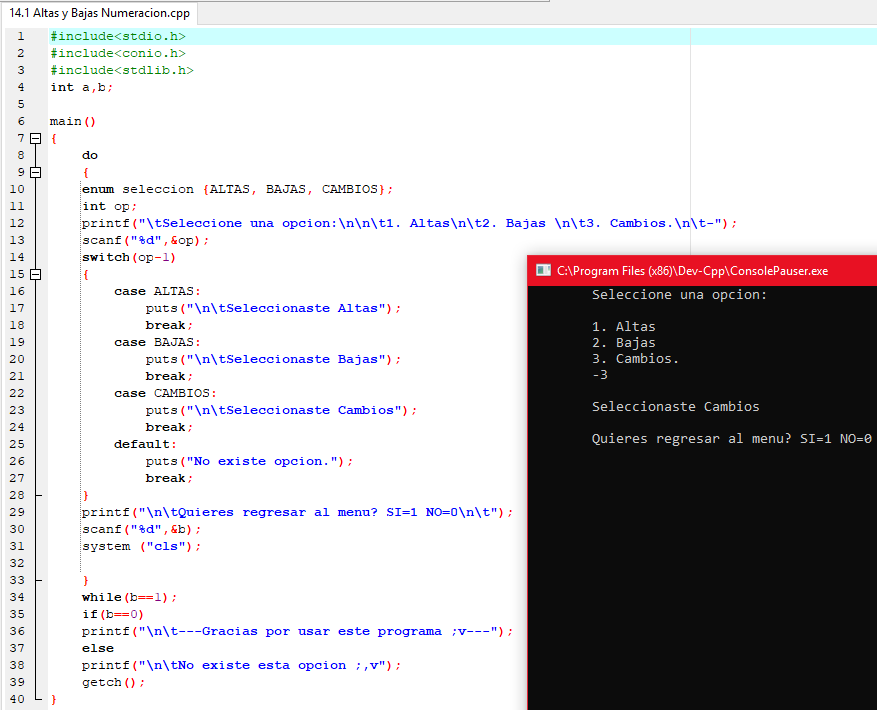 14.1 Altas y Bajas Numeracion.cpp
1 #include<stdio.h>
2 #include<conio.h>
3 #include<stdlib.h>
4 int a,b;
5
6 main()
7 {
8 do
9 {
10 enum seleccion {ALTAS, BAJAS, CAMBIOS};
11 int op;
12 printf("\tSeleccione una opcion:\n\n\t1. Altas\n\t2. Bajas \n\t3. Cambios.\n\t-");
13 scanf("%d",&op);
14 switch(op-1)
15 {
16 case ALTAS:
17 puts("\n\tSeleccionaste Altas");
18 break;
19 case BAJAS:
20 puts("\n\tSeleccionaste Bajas");
21 break;
22 case CAMBIOS:
23 puts("\n\tSeleccionaste Cambios");
24 break;
25 default:
26 puts("No existe opcion.");
27 break;
28 }
29 printf("\n\tQuieres regresar al menu? SI=1 NO=0\n\t");
30 scanf("%d",&b);
31 system ("cls");
32
33 }
34 while(b==1);
35 if(b==0)
36 printf("\n\t---Gracias por usar este programa ;v---");
37 else
38 printf("\n\tNo existe esta opcion ;,v");
39 getch();
40 }
C:\Program Files (x86)\Dev-Cpp\ConsolePauser.exe
Seleccione una opcion:
1. Altas
2. Bajas
3. Cambios.
-3
Seleccionaste Cambios
Quieres regresar al menu? SI=1 NO=0